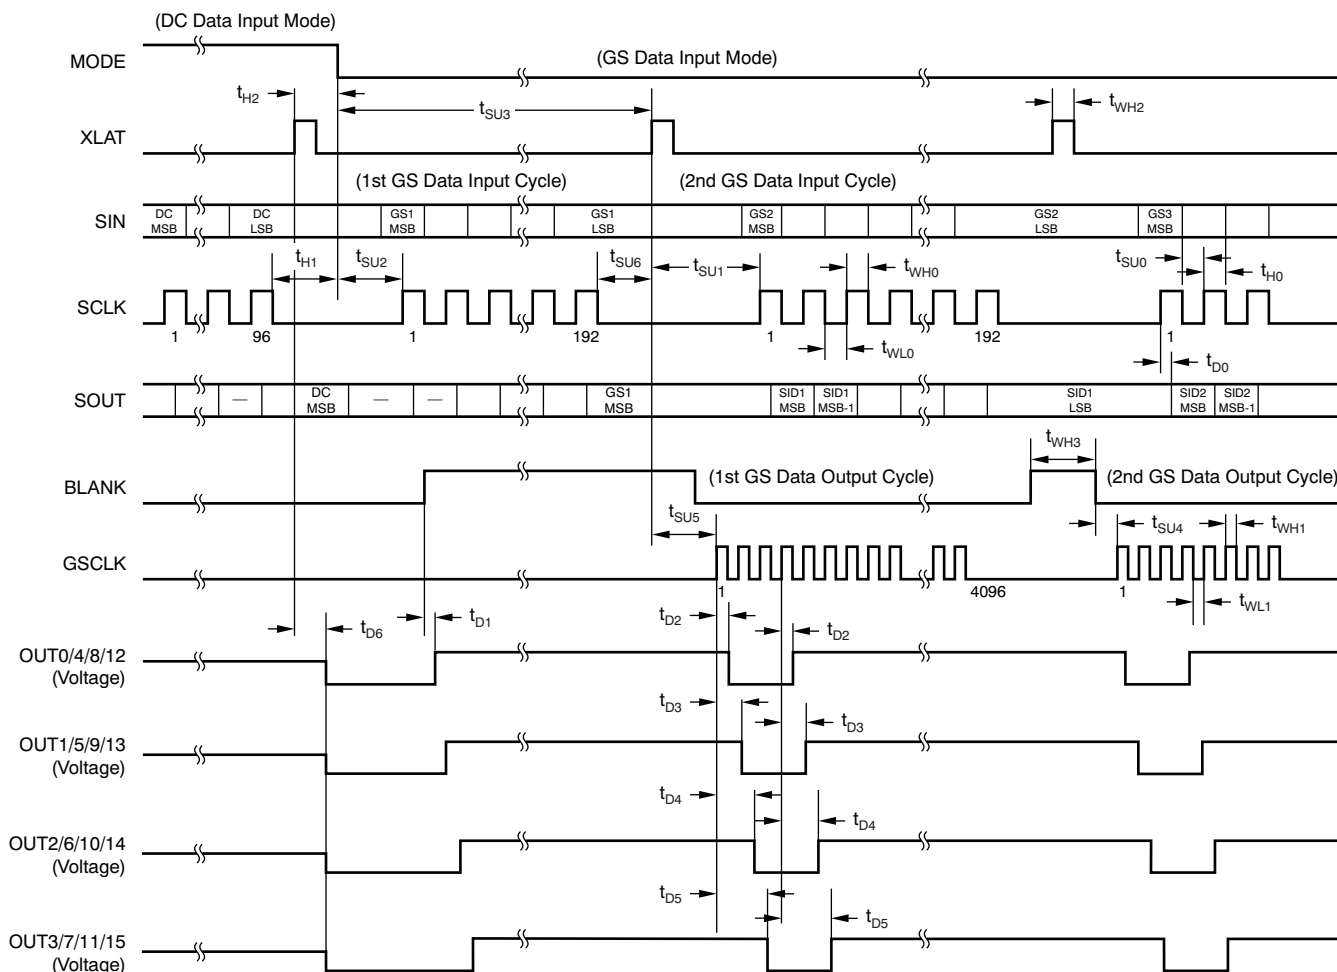 (DC Data Input Mode)
MODE
(GS Data Input Mode)
tH2
tSU3
tWH2
XLAT
(1st GS Data Input Cycle)
(2nd GS Data Input Cycle)
SIN
DC MSB
DC LSB
GS1 MSB
GS1 LSB
GS2 MSB
GS2 LSB
GS3 MSB
tH1
tSU2
tSU6
tSU1
tWH0
tSU0
tH0
SCLK
1
96
1
192
1
192
1
tWL0
tD0
SOUT
—
DC MSB
—
—
GS1 MSB
SID1 MSB
SID1 MSB-1
SID1 LSB
SID2 MSB
SID2 MSB-1
tWH3
(1st GS Data Output Cycle)
(2nd GS Data Output Cycle)
BLANK
tSU5
tSU4
tWH1
GSCLK
1
4096
1
tWL1
tD6
tD1
tD2
tD2
OUT0/4/8/12
(Voltage)
tD3
tD3
OUT1/5/9/13
(Voltage)
tD4
tD4
OUT2/6/10/14
(Voltage)
tD5
tD5
OUT3/7/11/15
(Voltage)